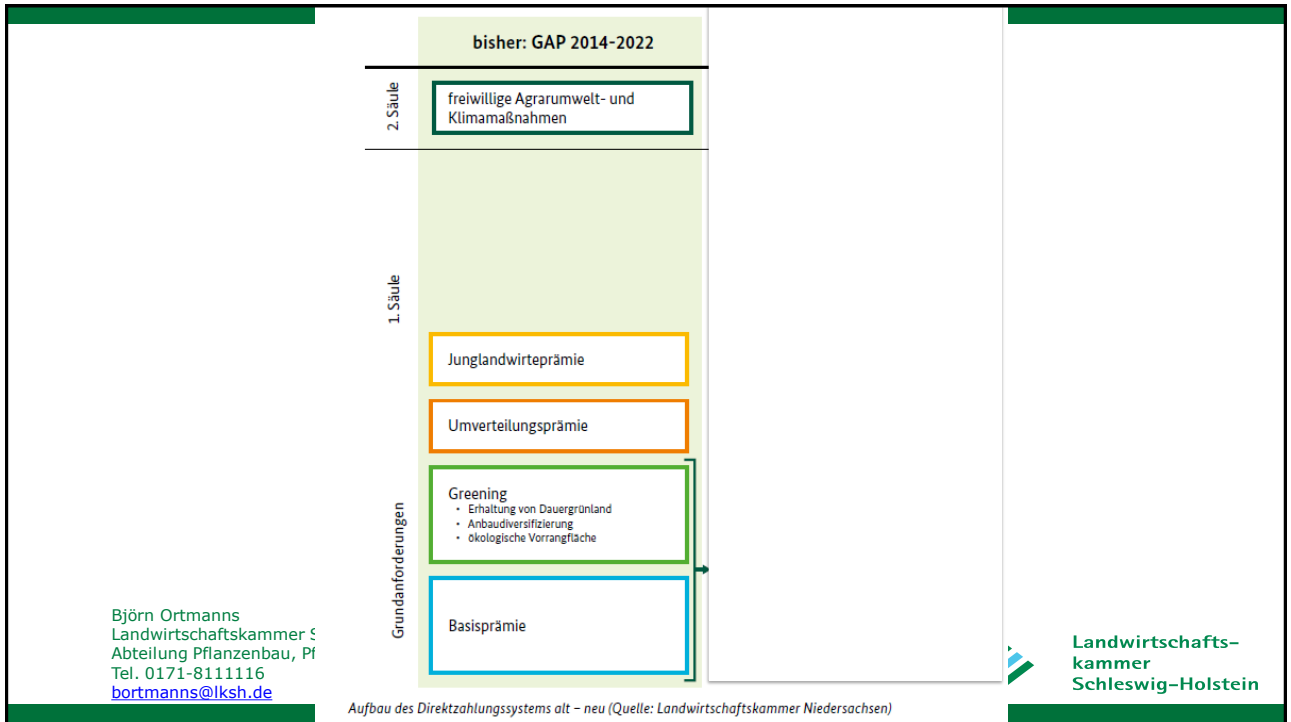 bisher: GAP 2014-2022
2. Säule
freiwillige Agrarumwelt- und
Klimamaßnahmen
1. Säule
Junglandwirteprämie
Umverteilungsprämie
Grundanforderungen
Greening
• Erhaltung von Dauergrünland
• Anbaudiversifizierung
• ökologische Vorrangfläche
Basisprämie
Björn Ortmanns
Landwirtschaftskammer S
Abteilung Pflanzenbau, Pf
Tel. 0171-8111116
bortmanns@lksh.de
Landwirtschafts-
kammer
Schleswig-Holstein
Aufbau des Direktzahlungssystems alt – neu (Quelle: Landwirtschaftskammer Niedersachsen)